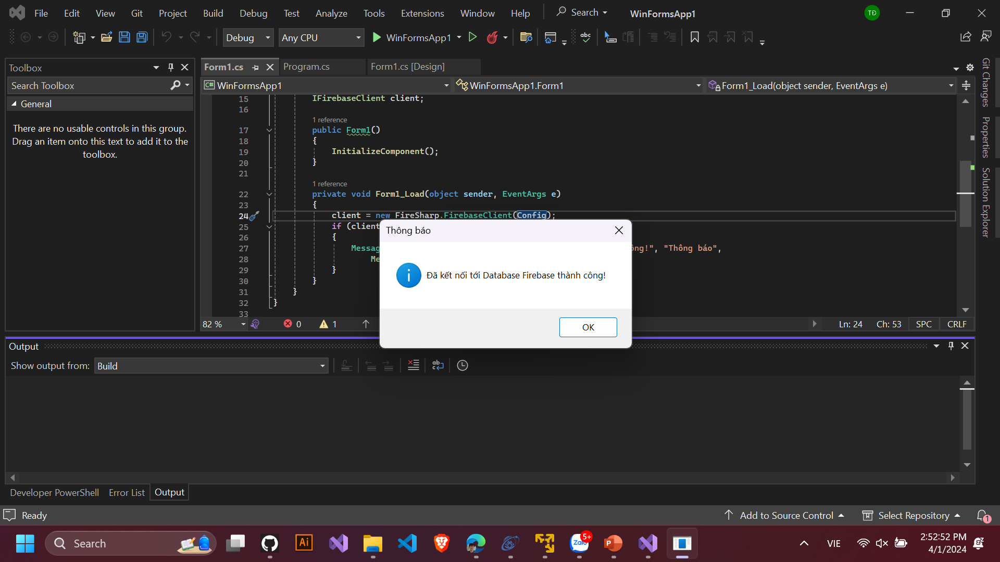 File Edit View Git Project Build Debug Test Analyze Tools Extensions Window Help Search WinFormsApp1 TĐ
Debug Any CPU WinFormsApp1
Toolbox
Search Toolbox
General
There are no usable controls in this group.
Drag an item onto this text to add it to the
toolbox.
Form1.cs Program.cs Form1.cs [Design]
C# WinFormsApp1 WinFormsApp1.Form1 Form1_Load(object sender, EventArgs e)
15 IFirebaseClient client;
16
1 reference
17 public Form1()
18 {
19 InitializeComponent();
20 }
21
1 reference
22 private void Form1_Load(object sender, EventArgs e)
23 {
24 client = new FireSharp.FirebaseClient(Config);
25 if (client
26 {
27 Messag ông!", "Thông báo",
28 Me
29 }
30 }
31 }
32 }
33
82 % 0 1 Ln: 24 Ch: 53 SPC CRLF
Thông báo
Đã kết nối tới Database Firebase thành công!
OK
Git Changes
Properties
Solution Explorer
Output
Show output from: Build
Developer PowerShell Error List Output
Ready Add to Source Control Select Repository 1
Search Ai Zalo 5+ P VIE 2:52:52 PM
4/1/2024